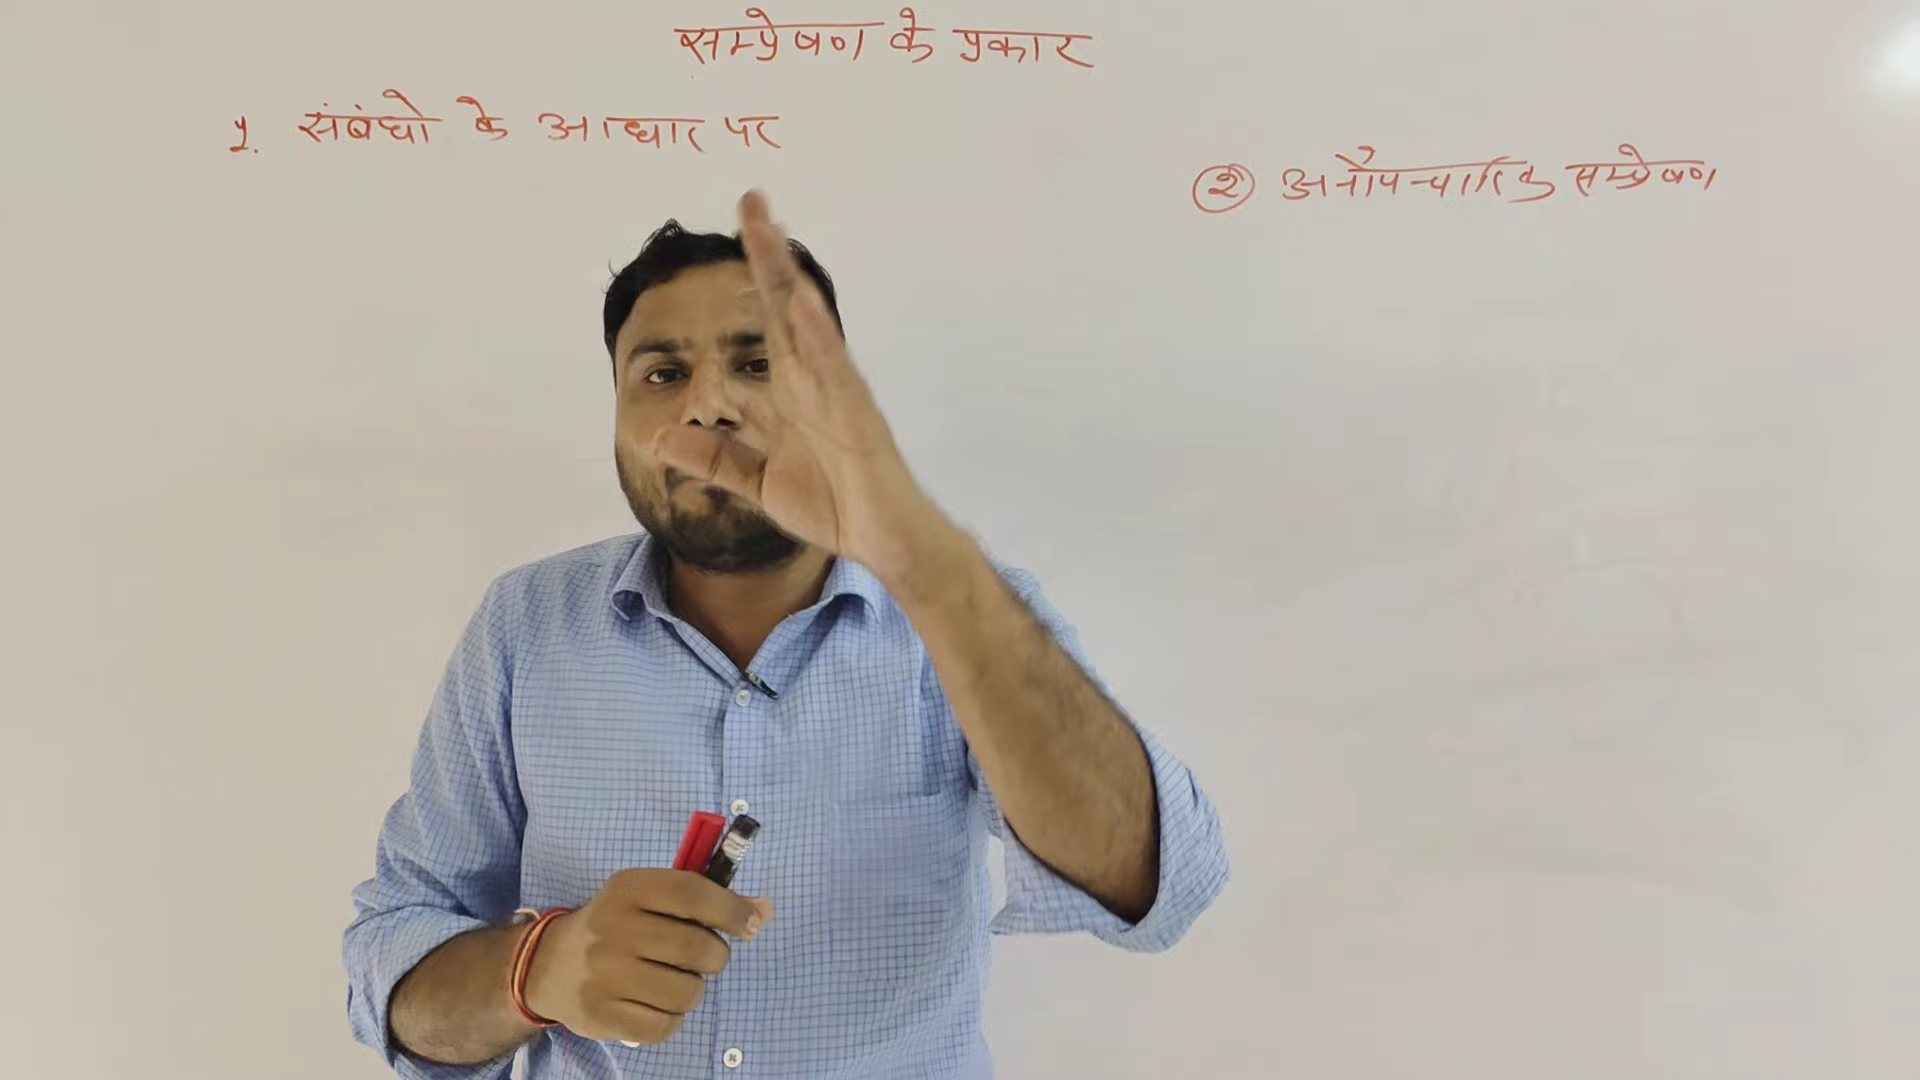 सम्प्रेषण के प्रकार
1. संबंधो के आधार पर
② अनौपचारिक सम्प्रेषण